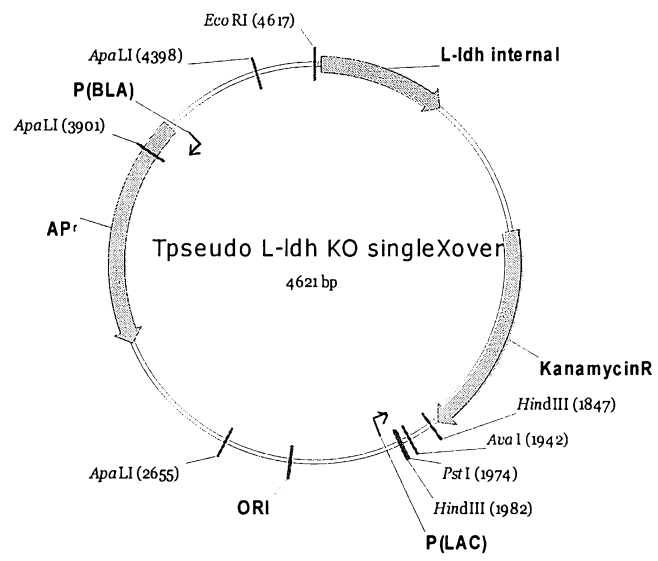 EcoRI (4617)
ApaLI (4398)
L-ldh internal
P(BLA)
ApaLI (3901)
APr
Tpseudo L-ldh KO singleXover
4621 bp
KanamycinR
HindIII (1847)
AvaI (1942)
PstI (1974)
HindIII (1982)
P(LAC)
ApaLI (2655)
ORI